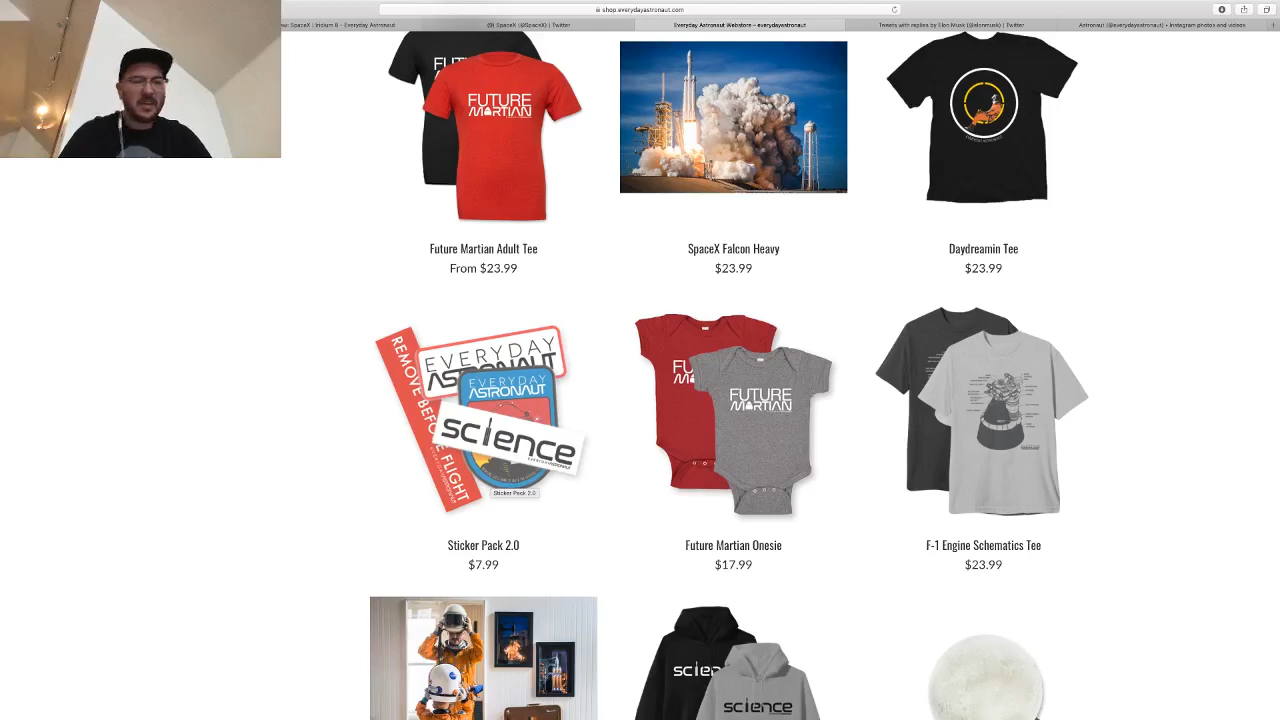 shop.everydayastronaut.com
ew: SpaceX | Iridium 8 – Everyday Astronaut
(9) SpaceX (@SpaceX) | Twitter
Everyday Astronaut Webstore – everydayastronaut
Tweets with replies by Elon Musk (@elonmusk) | Twitter
Astronaut (@everydayastronaut) • Instagram photos and videos
FUTURE
MARTIAN
Future Martian Adult Tee
From $23.99
SpaceX Falcon Heavy
$23.99
Daydreamin Tee
$23.99
REMOVE BEFORE FLIGHT
EVERYDAY
ASTRONAUT
EVERYDAY
ASTRONAUT
science
Sticker Pack 2.0
FU
MA
FUTURE
MARTIAN
Sticker Pack 2.0
$7.99
Future Martian Onesie
$17.99
F-1 Engine Schematics Tee
$23.99
scienc
science